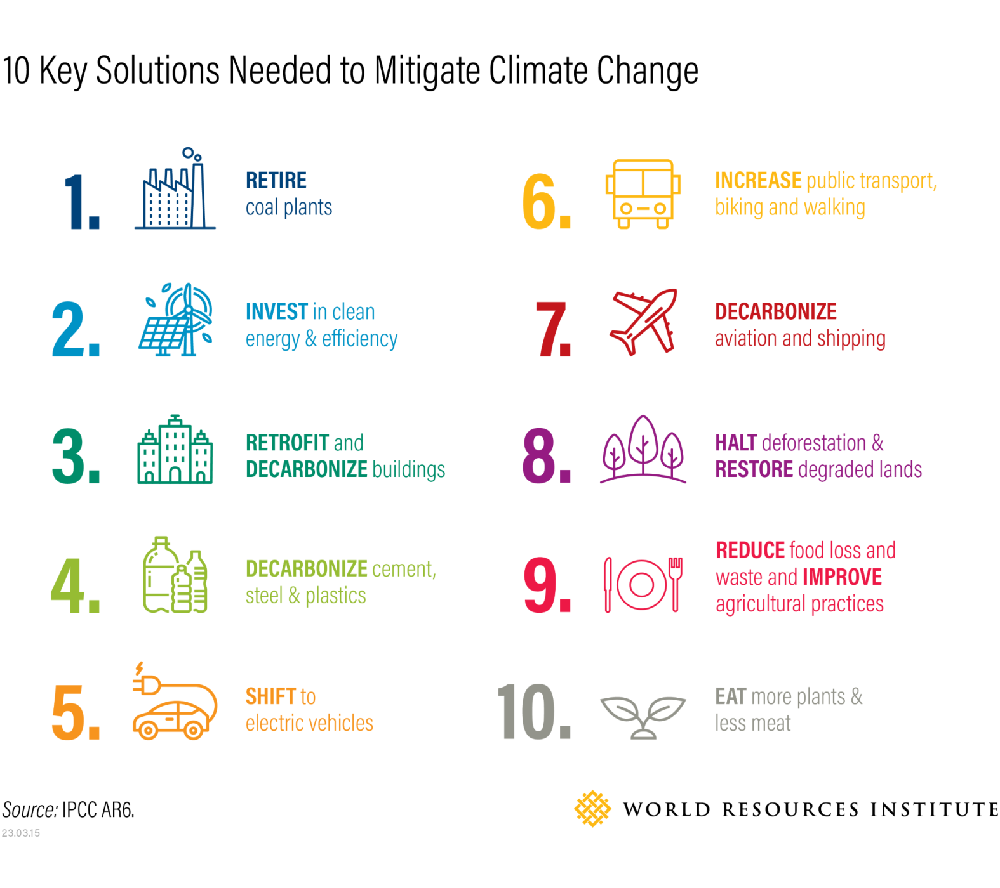 10 Key Solutions Needed to Mitigate Climate Change
1.
RETIRE
coal plants
2.
INVEST in clean
energy & efficiency
3.
RETROFIT and
DECARBONIZE buildings
4.
DECARBONIZE cement,
steel & plastics
5.
SHIFT to
electric vehicles
6.
INCREASE public transport,
biking and walking
7.
DECARBONIZE
aviation and shipping
8.
HALT deforestation &
RESTORE degraded lands
9.
REDUCE food loss and
waste and IMPROVE
agricultural practices
10.
EAT more plants &
less meat
Source: IPCC AR6.
23.03.15
WORLD RESOURCES INSTITUTE